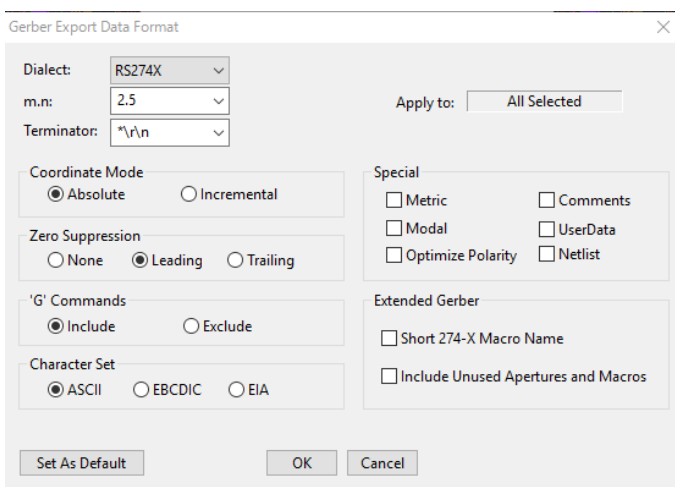 Gerber Export Data Format
Dialect: RS274X
m.n: 2.5 Apply to: All Selected
Terminator: *\r\n
Coordinate Mode Special
Absolute Incremental Metric Comments
Modal UserData
Zero Suppression
None Leading Trailing Optimize Polarity Netlist
'G' Commands Extended Gerber
Include Exclude Short 274-X Macro Name
Character Set
ASCII EBCDIC EIA Include Unused Apertures and Macros
Set As Default OK Cancel